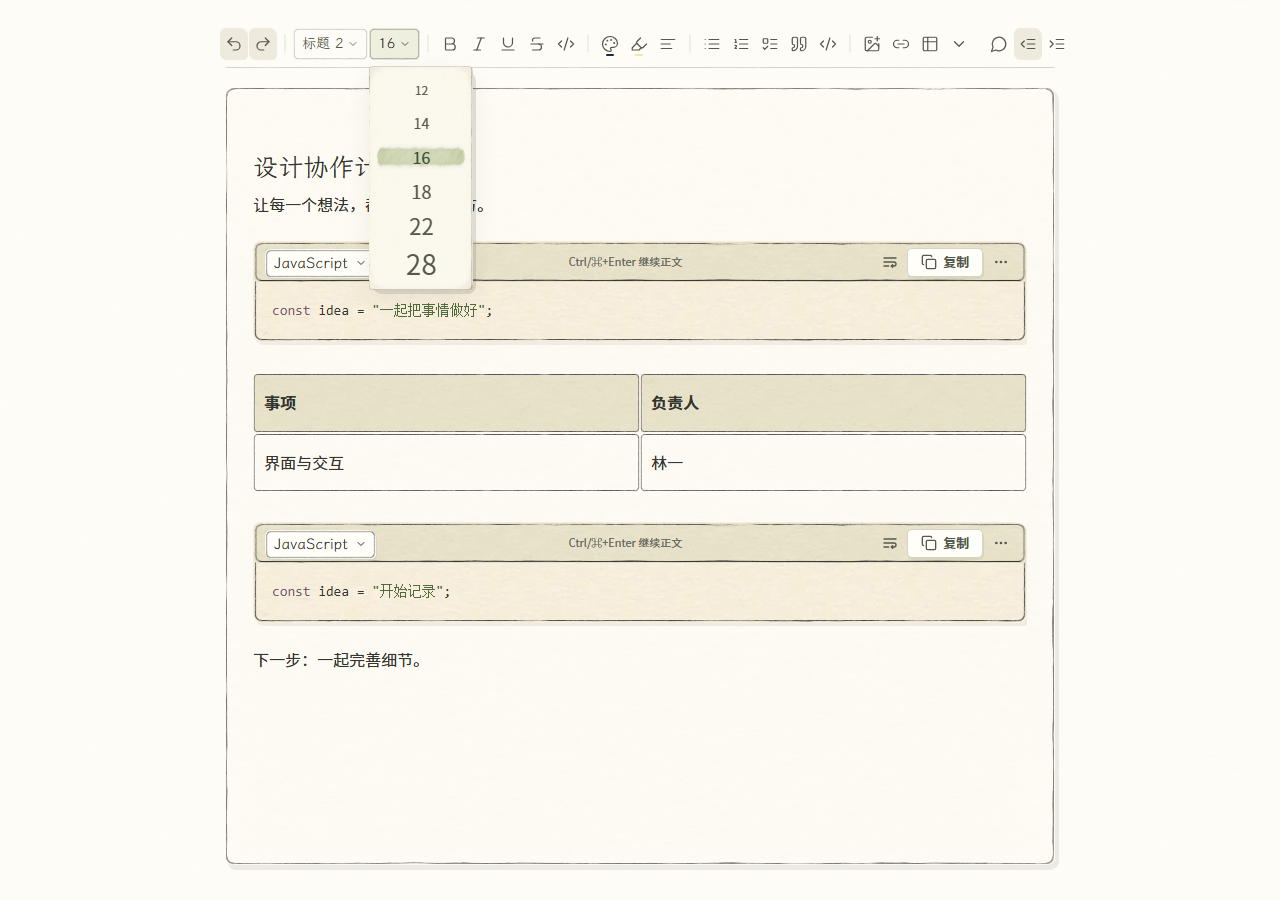 标题 2
16
12
14
16
18
22
28
设计协作
让每一个想法，
JavaScript
Ctrl/⌘+Enter 继续正文
复制
const idea = "一起把事情做好";
事项
负责人
界面与交互
林一
JavaScript
Ctrl/⌘+Enter 继续正文
复制
const idea = "开始记录";
下一步：一起完善细节。